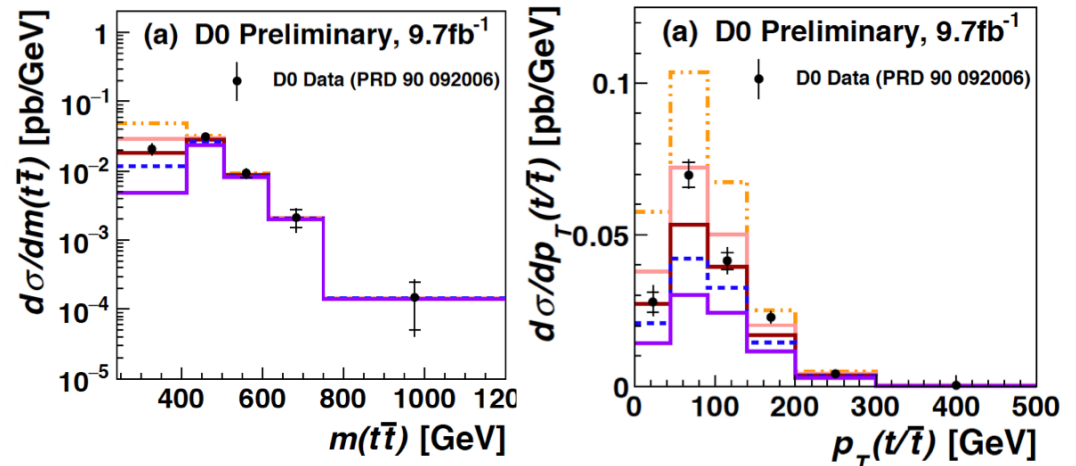 (a) D0 Preliminary, 9.7fb⁻¹
D0 Data (PRD 90 092006)
dσ/dm(tt̄) [pb/GeV]
1
10⁻¹
10⁻²
10⁻³
10⁻⁴
10⁻⁵
400 600 800 1000 120
m(tt̄) [GeV]
(a) D0 Preliminary, 9.7fb⁻¹
D0 Data (PRD 90 092006)
dσ/dp_T(t/t̄) [pb/GeV]
0.1
0.05
0
0 100 200 300 400 500
p_T(t/t̄) [GeV]